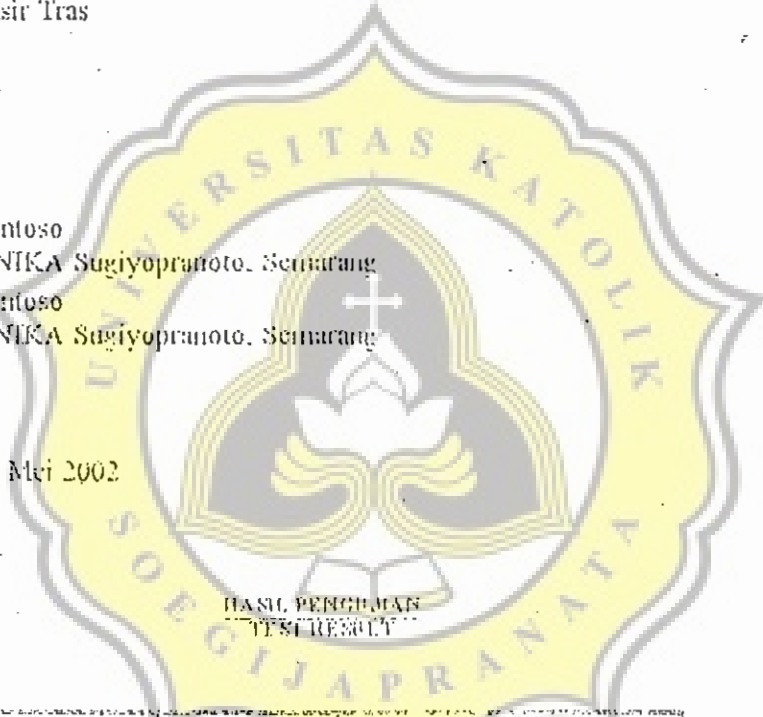 sir Tras
UNIVERSITAS KATOLIK
ntoso
NIKA Sugiyopranoto, Semarang
ntoso
NIKA Sugiyopranoto, Semarang
Mei 2002
HASIL PENGUJIAN
TEST RESULT
SOEGIJAPRANATA